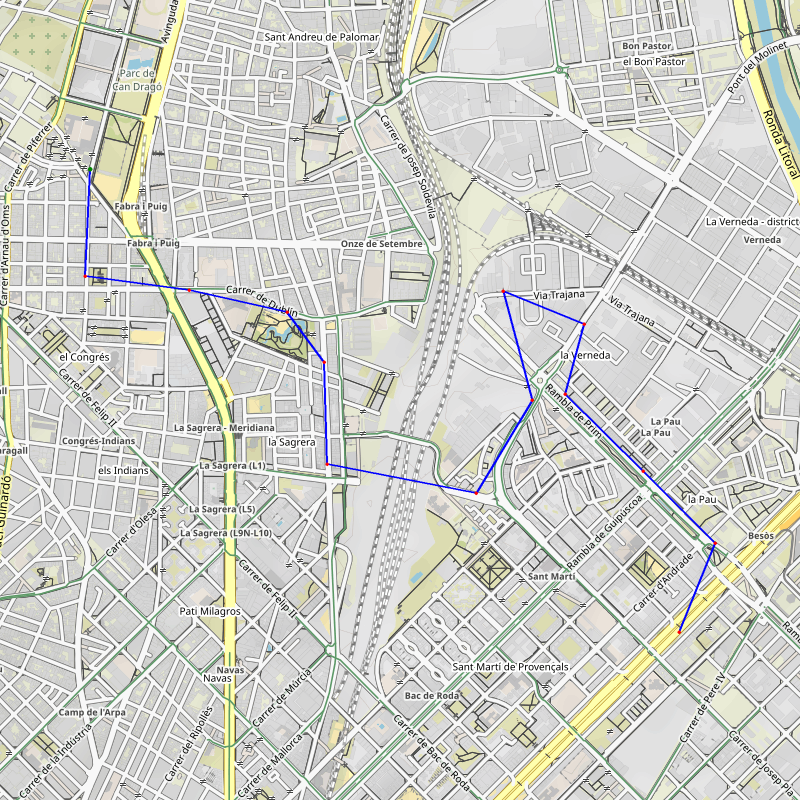 Avinguda
Sant Andreu de Palomar
Bon Pastor
el Bon Pastor
Pont del Molinet
Parc de
Can Dragó
Ronda Litoral
Carrer de Piferrer
Carrer de Josep Soldevila
Fabra i Puig
Fabra i Puig
Onze de Setembre
La Verneda - district
Verneda
Carrer d'Arnau d'Oms
Carrer de Dublín
Via Trajana
Via Trajana
el Congrés
la Verneda
Carrer de Felip II
Rambla de Prim
La Sagrera - Meridiana
la Sagrera
La Pau
La Pau
Congrés-Indians
aragall
els Indians
La Sagrera (L1)
la Pau
del Guinardó
La Sagrera (L5)
Rambla de Guipúscoa
Carrer d'Olesa
La Sagrera (L9N-L10)
Besòs
Carrer de Felip II
Sant Martí
Carrer d'Andrade
Pati Milagros
Navas
Navas
Sant Martí de Provençals
Carrer de Múrcia
Bac de Roda
Carrer de Pere IV
Camp de l'Arpa
Carrer del Ripollès
Carrer de la Indústria
Carrer de Mallorca
Carrer de Bac de Roda
Carrer de Josep Pla